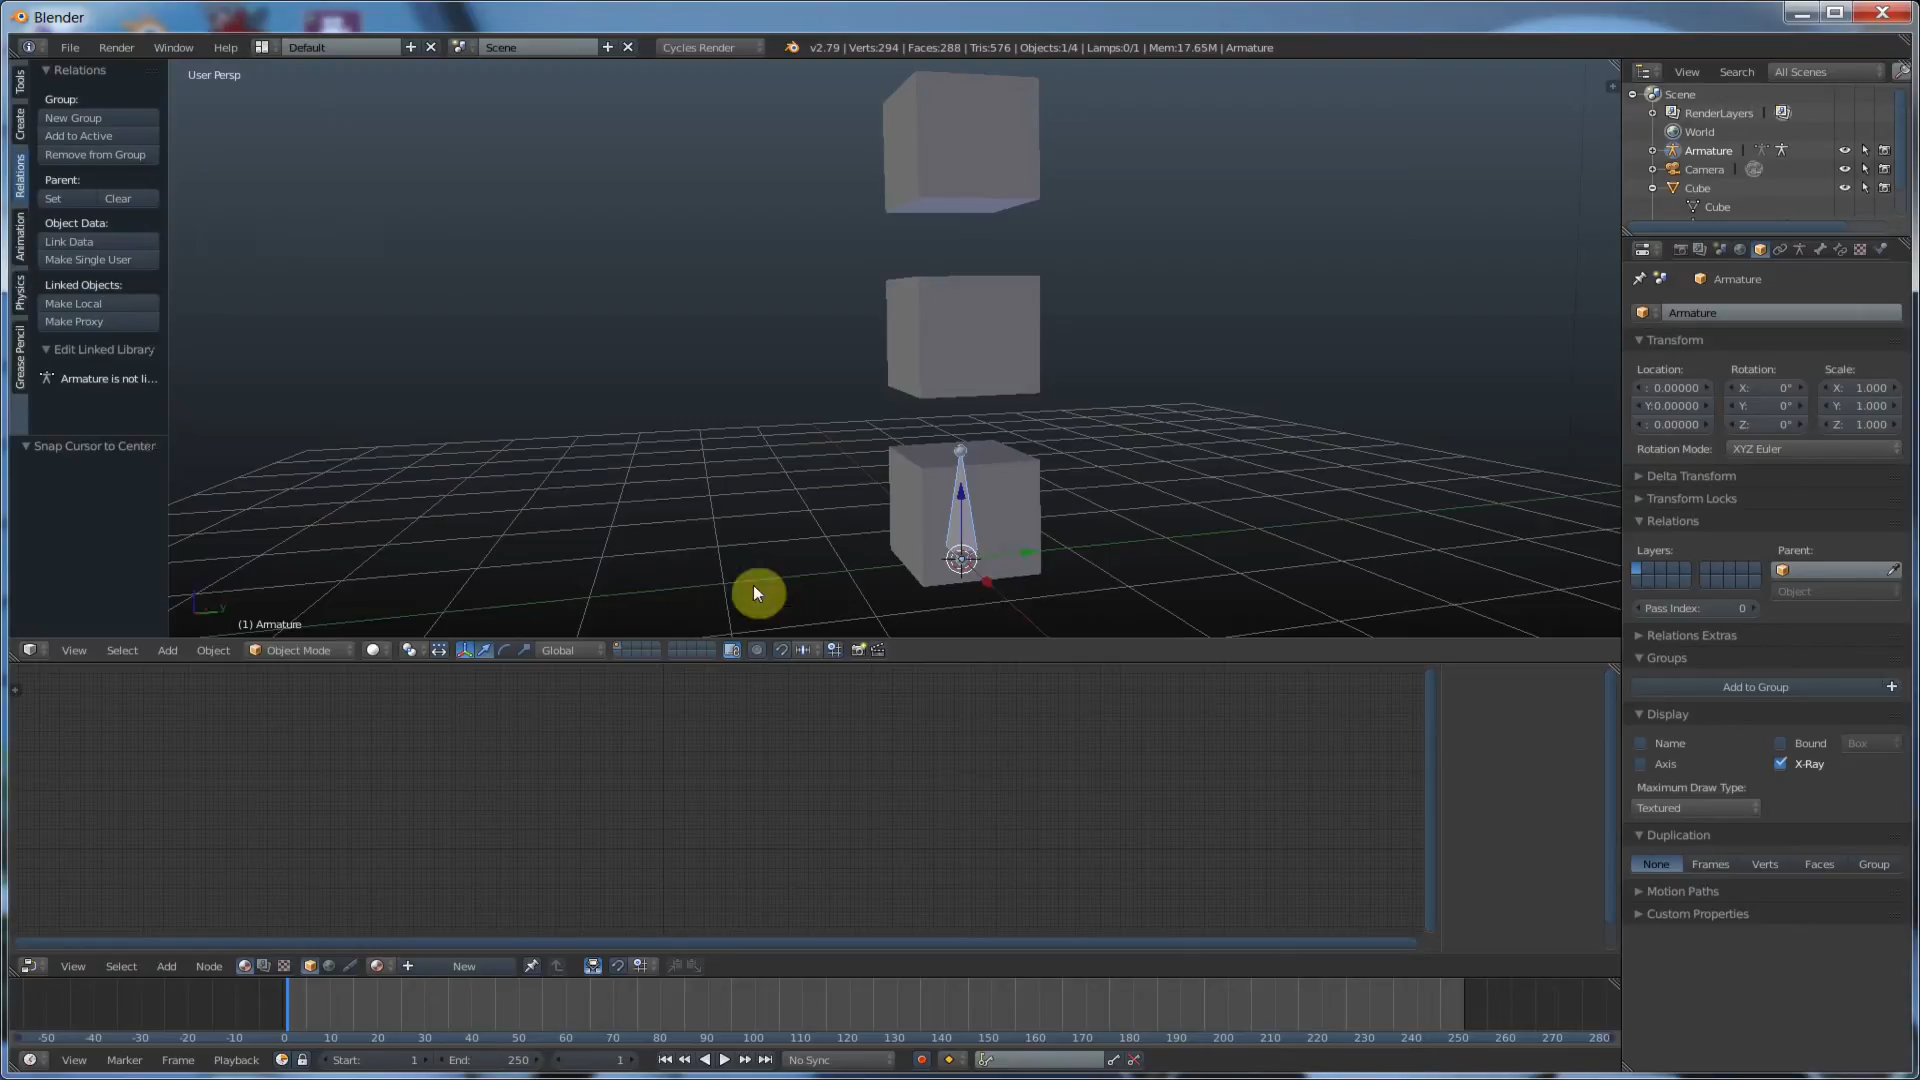 Blender
File Render Window Help Default Scene Cycles Render v2.79 | Verts:294 | Faces:288 | Tris:576 | Objects:1/4 | Lamps:0/1 | Mem:17.65M | Armature
Tools
Create
Relations
Animation
Physics
Grease Pencil
Relations
Group:
New Group
Add to Active
Remove from Group
Parent:
Set Clear
Object Data:
Link Data
Make Single User
Linked Objects:
Make Local
Make Proxy
Edit Linked Library
Armature is not li...
Snap Cursor to Center
User Persp
(1) Armature
View Select Add Object Object Mode Global
View Select Add Node New
-50 -40 -30 -20 -10 0 10 20 30 40 50 60 70 80 90 100 110 120 130 140 150 160 170 180 190 200 210 220 230 240 250 260 270 280
View Marker Frame Playback Start: 1 End: 250 1 No Sync
View Search All Scenes
Scene
RenderLayers
World
Armature
Camera
Cube
Cube
Armature
Armature
Transform
Location: Rotation: Scale:
: 0.00000 X: 0° X: 1.000
Y:0.00000 Y: 0° Y: 1.000
: 0.00000 Z: 0° Z: 1.000
Rotation Mode: XYZ Euler
Delta Transform
Transform Locks
Relations
Layers: Parent:
Object
Pass Index: 0
Relations Extras
Groups
Add to Group
Display
Name Bound Box
Axis X-Ray
Maximum Draw Type:
Textured
Duplication
None Frames Verts Faces Group
Motion Paths
Custom Properties